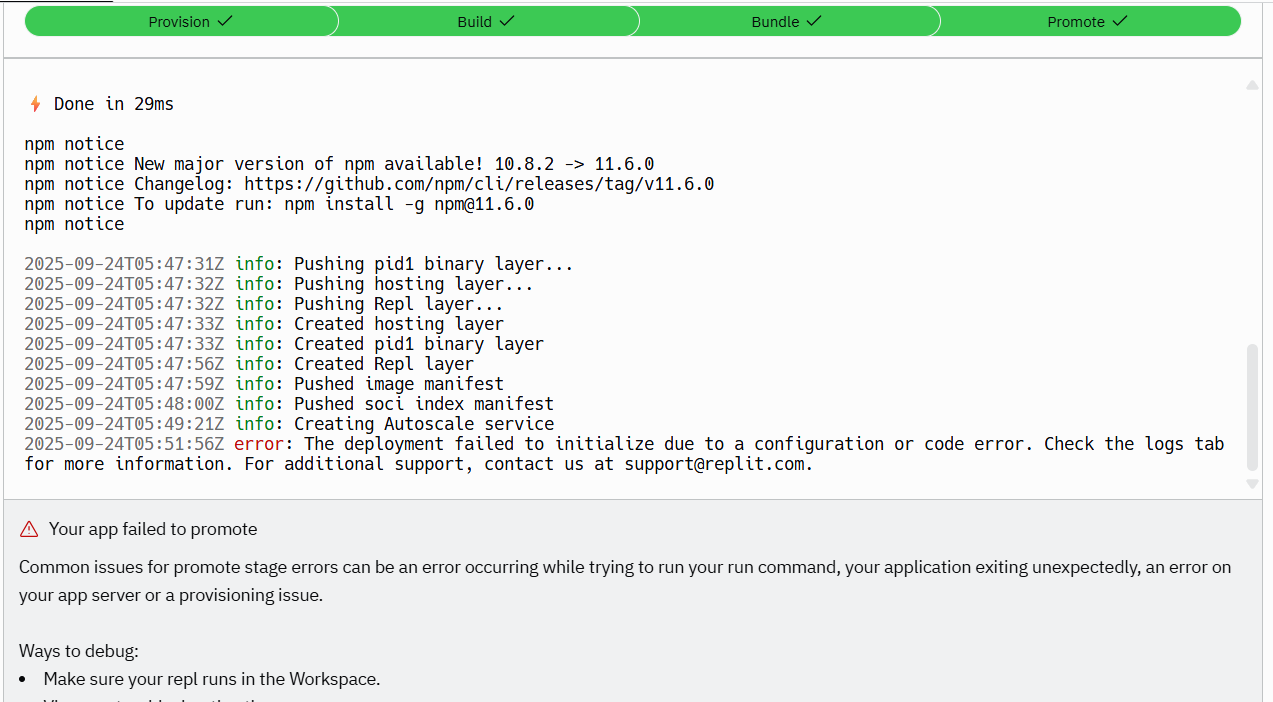 Provision ✓ Build ✓ Bundle ✓ Promote ✓
⚡ Done in 29ms
npm notice
npm notice New major version of npm available! 10.8.2 -> 11.6.0
npm notice Changelog: https://github.com/npm/cli/releases/tag/v11.6.0
npm notice To update run: npm install -g npm@11.6.0
npm notice
2025-09-24T05:47:31Z info: Pushing pid1 binary layer...
2025-09-24T05:47:32Z info: Pushing hosting layer...
2025-09-24T05:47:32Z info: Pushing Repl layer...
2025-09-24T05:47:33Z info: Created hosting layer
2025-09-24T05:47:33Z info: Created pid1 binary layer
2025-09-24T05:47:56Z info: Created Repl layer
2025-09-24T05:47:59Z info: Pushed image manifest
2025-09-24T05:48:00Z info: Pushed soci index manifest
2025-09-24T05:49:21Z info: Creating Autoscale service
2025-09-24T05:51:56Z error: The deployment failed to initialize due to a configuration or code error. Check the logs tab
for more information. For additional support, contact us at support@replit.com.
Your app failed to promote
Common issues for promote stage errors can be an error occurring while trying to run your run command, your application exiting unexpectedly, an error on
your app server or a provisioning issue.
Ways to debug:
• Make sure your repl runs in the Workspace.